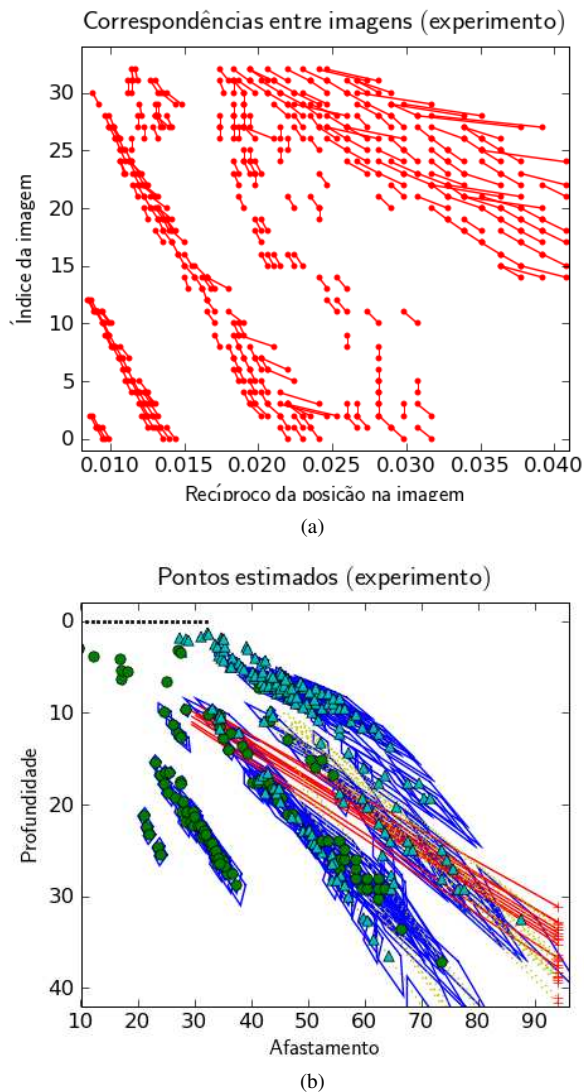 Correspondências entre imagens (experimento)
30
25
20
15
10
5
0
Índice da imagem
0.010 0.015 0.020 0.025 0.030 0.035 0.040
Recíproco da posição na imagem
(a)
Pontos estimados (experimento)
0
10
20
30
40
Profundidade
10 20 30 40 50 60 70 80 90
Afastamento
(b)